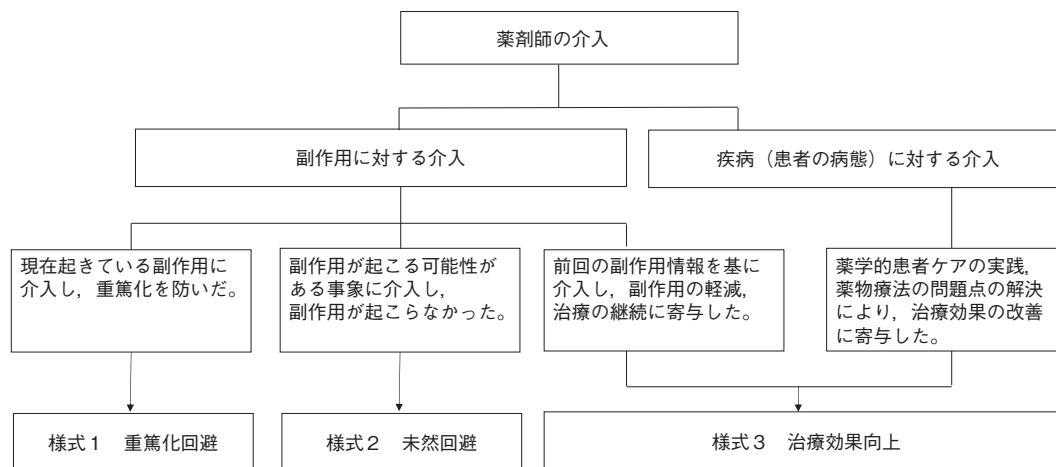 薬剤師の介入
副作用に対する介入
疾病（患者の病態）に対する介入
現在起きている副作用に
介入し，重篤化を防いだ。
副作用が起こる可能性が
ある事象に介入し，
副作用が起こらなかった。
前回の副作用情報を基に
介入し，副作用の軽減，
治療の継続に寄与した。
薬学的患者ケアの実践，
薬物療法の問題点の解決
により，治療効果の改善
に寄与した。
様式１　重篤化回避
様式２　未然回避
様式３　治療効果向上